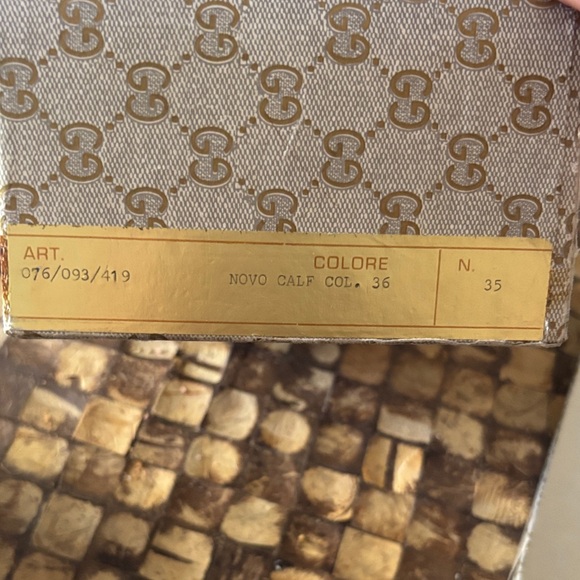 ART. COLORE N.
076/093/419 NOVO CALF COL. 36 35